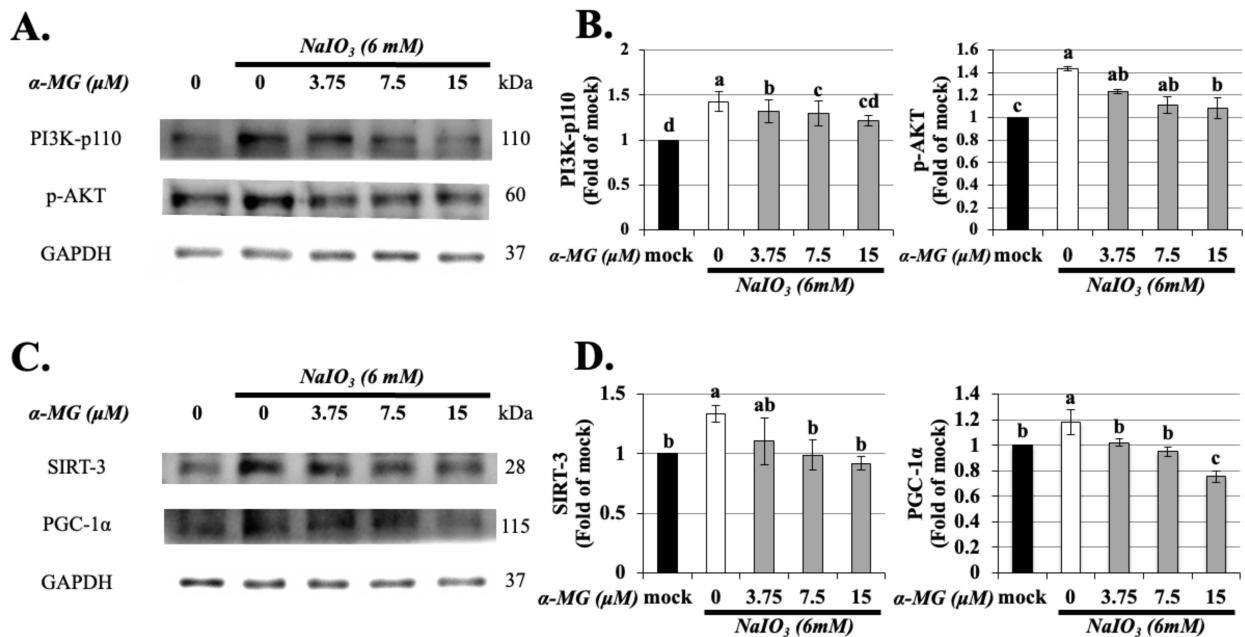 A.
NaIO3 (6 mM)
α-MG (μM) 0 0 3.75 7.5 15 kDa
PI3K-p110 110
p-AKT 60
GAPDH 37
B.
PI3K-p110
(Fold of mock)
2
1.5
1
0.5
0
d a b c cd
α-MG (μM) mock 0 3.75 7.5 15
NaIO3 (6mM)
p-AKT
(Fold of mock)
1.6
1.4
1.2
1
0.8
0.6
0.4
0.2
0
c a ab ab b
α-MG (μM) mock 0 3.75 7.5 15
NaIO3 (6mM)
C.
NaIO3 (6 mM)
α-MG (μM) 0 0 3.75 7.5 15 kDa
SIRT-3 28
PGC-1α 115
GAPDH 37
D.
SIRT-3
(Fold of mock)
1.5
1
0.5
0
b a ab b b
α-MG (μM) mock 0 3.75 7.5 15
NaIO3 (6mM)
PGC-1α
(Fold of mock)
1.4
1.2
1
0.8
0.6
0.4
0.2
0
b a b b c
α-MG (μM) mock 0 3.75 7.5 15
NaIO3 (6mM)